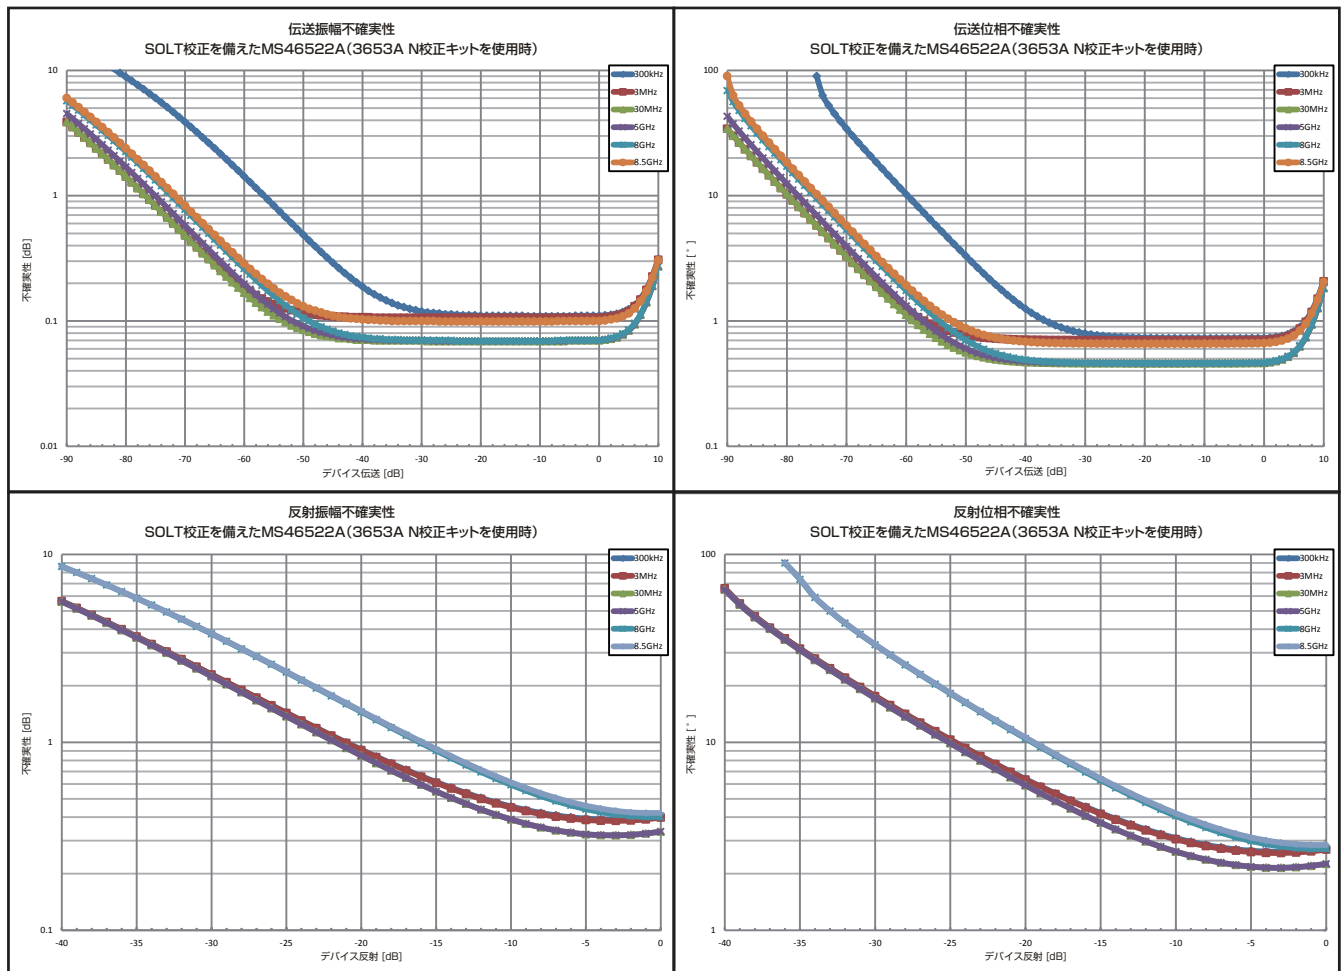 伝送振幅不確実性
SOLT校正を備えたMS46522A(3653A N校正キットを使用時)
10
1
0.1
0.01
不確実性 [dB]
-90 -80 -70 -60 -50 -40 -30 -20 -10 0 10
デバイス伝送 [dB]
300kHz
3MHz
30MHz
5GHz
8GHz
8.5GHz
伝送位相不確実性
SOLT校正を備えたMS46522A(3653A N校正キットを使用時)
100
10
1
0.1
不確実性 [ ° ]
-90 -80 -70 -60 -50 -40 -30 -20 -10 0 10
デバイス伝送 [dB]
300kHz
3MHz
30MHz
5GHz
8GHz
8.5GHz
反射振幅不確実性
SOLT校正を備えたMS46522A(3653A N校正キットを使用時)
10
1
0.1
不確実性 [dB]
-40 -35 -30 -25 -20 -15 -10 -5 0
デバイス反射 [dB]
300kHz
3MHz
30MHz
5GHz
8GHz
8.5GHz
反射位相不確実性
SOLT校正を備えたMS46522A(3653A N校正キットを使用時)
100
10
1
不確実性 [ ° ]
-40 -35 -30 -25 -20 -15 -10 -5 0
デバイス反射 [dB]
300kHz
3MHz
30MHz
5GHz
8GHz
8.5GHz